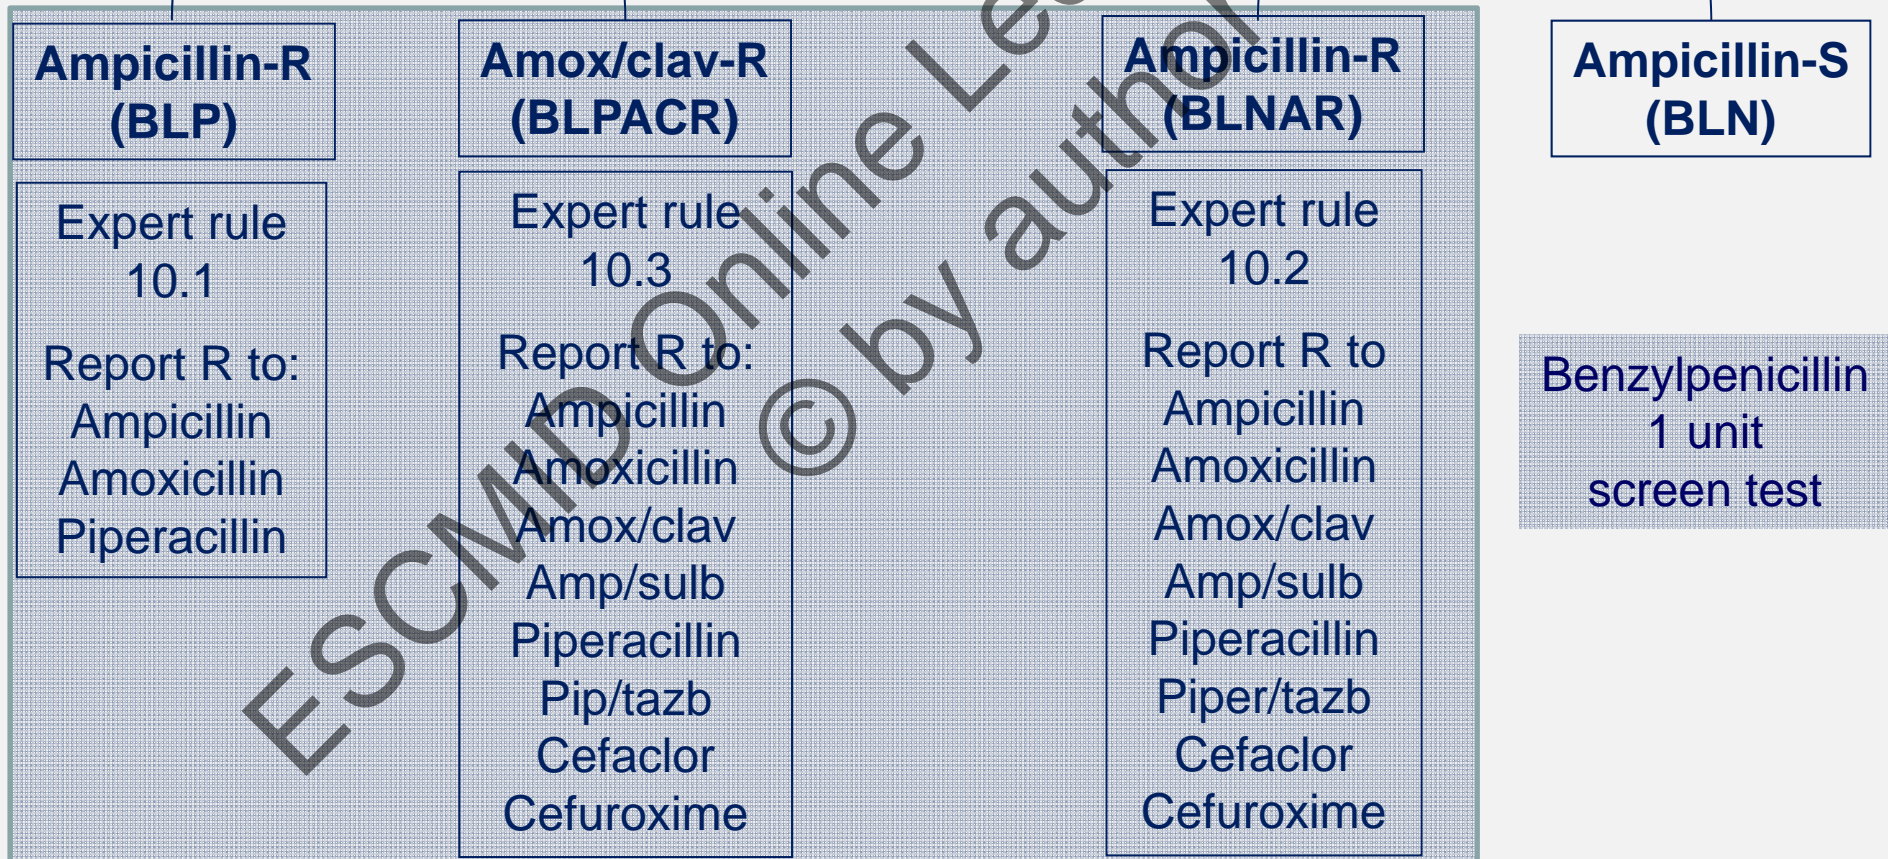 Ampicillin-R
(BLP)
Expert rule
10.1
Report R to:
Ampicillin
Amoxicillin
Piperacillin
Amox/clav-R
(BLPACR)
Expert rule
10.3
Report R to:
Ampicillin
Amoxicillin
Amox/clav
Amp/sulb
Piperacillin
Pip/tazb
Cefaclor
Cefuroxime
Ampicillin-R
(BLNAR)
Expert rule
10.2
Report R to
Ampicillin
Amoxicillin
Amox/clav
Amp/sulb
Piperacillin
Piper/tazb
Cefaclor
Cefuroxime
Ampicillin-S
(BLN)
Benzylpenicillin
1 unit
screen test
ESCMID Online
© by author